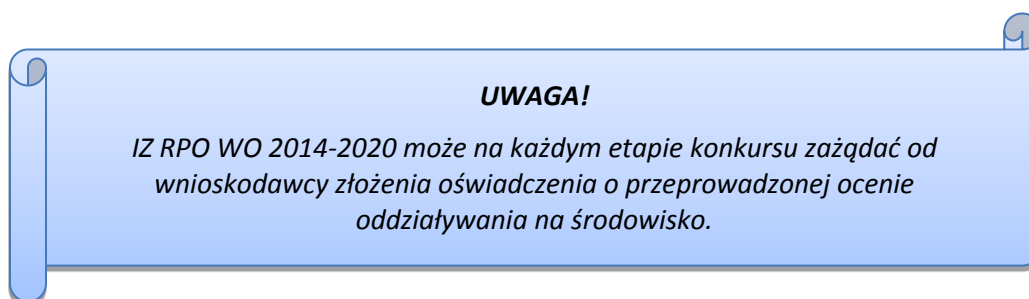 UWAGA!
IZ RPO WO 2014-2020 może na każdym etapie konkursu zażądać od
wnioskodawcy złożenia oświadczenia o przeprowadzonej ocenie
oddziaływania na środowisko.